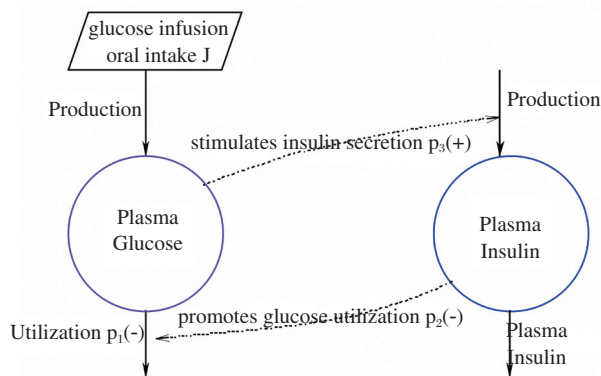 glucose infusion
oral intake J
Production
Production
stimulates insulin secretion p₃(+)
Plasma
Glucose
Plasma
Insulin
promotes glucose utilization p₂(-)
Utilization p₁(-)
Plasma
Insulin